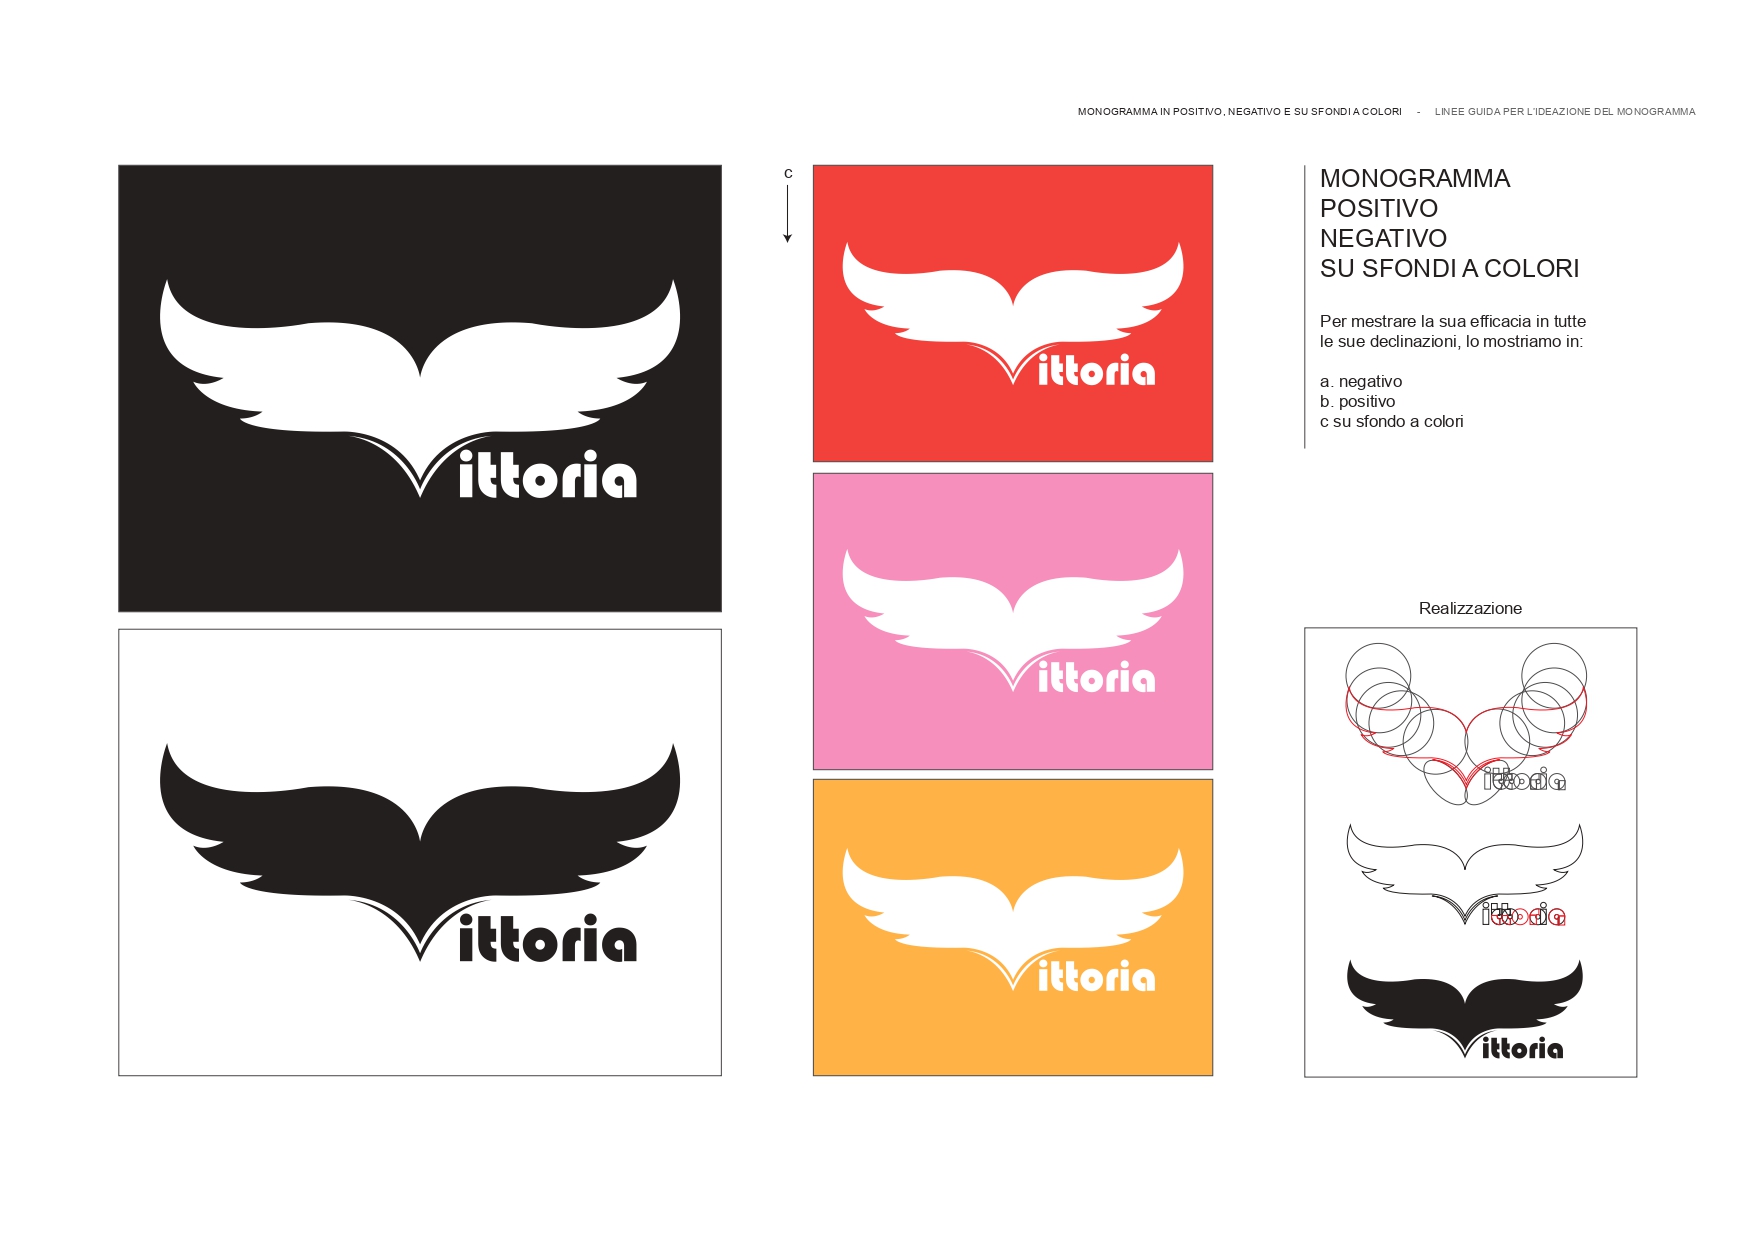 MONOGRAMMA IN POSITIVO, NEGATIVO E SU SFONDI A COLORI - LINEE GUIDA PER L'IDEAZIONE DEL MONOGRAMMA
ittoria
ittoria
c
ittoria
ittoria
ittoria
MONOGRAMMA
POSITIVO
NEGATIVO
SU SFONDI A COLORI
Per mestrare la sua efficacia in tutte
le sue declinazioni, lo mostriamo in:
a. negativo
b. positivo
c su sfondo a colori
Realizzazione
ittoria
ittoria
ittoria